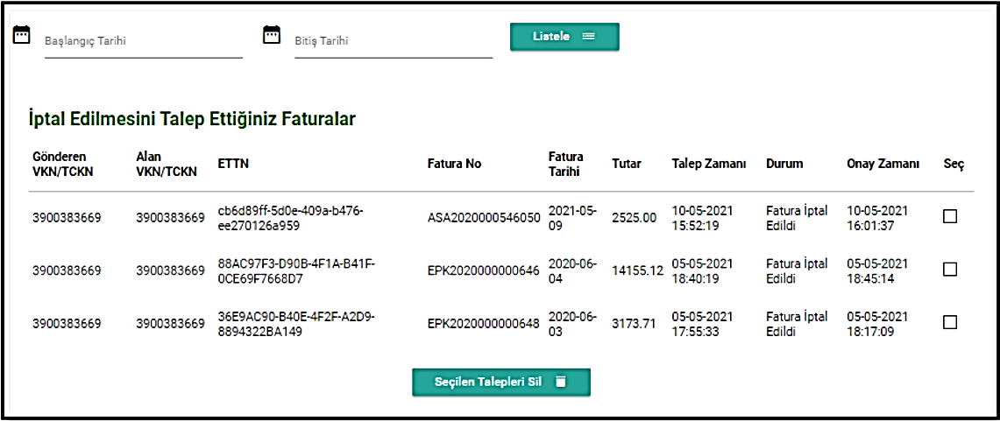 Başlangıç Tarihi
Bitiş Tarihi
Listele
İptal Edilmesini Talep Ettiğiniz Faturalar
Gönderen VKN/TCKN Alan VKN/TCKN ETTN Fatura No Fatura Tarihi Tutar Talep Zamanı Durum Onay Zamanı Seç
3900383669 3900383669 cb6d89ff-5d0e-409a-b476-ee270126a959 ASA2020000546050 2021-05-09 2525.00 10-05-2021 15:52:19 Fatura İptal Edildi 10-05-2021 16:01:37
3900383669 3900383669 88AC97F3-D90B-4F1A-B41F-0CE69F7668D7 EPK2020000000646 2020-06-04 14155.12 05-05-2021 18:40:19 Fatura İptal Edildi 05-05-2021 18:45:14
3900383669 3900383669 36E9AC90-B40E-4F2F-A2D9-8894322BA149 EPK2020000000648 2020-06-03 3173.71 05-05-2021 17:55:33 Fatura İptal Edildi 05-05-2021 18:17:09
Seçilen Talepleri Sil